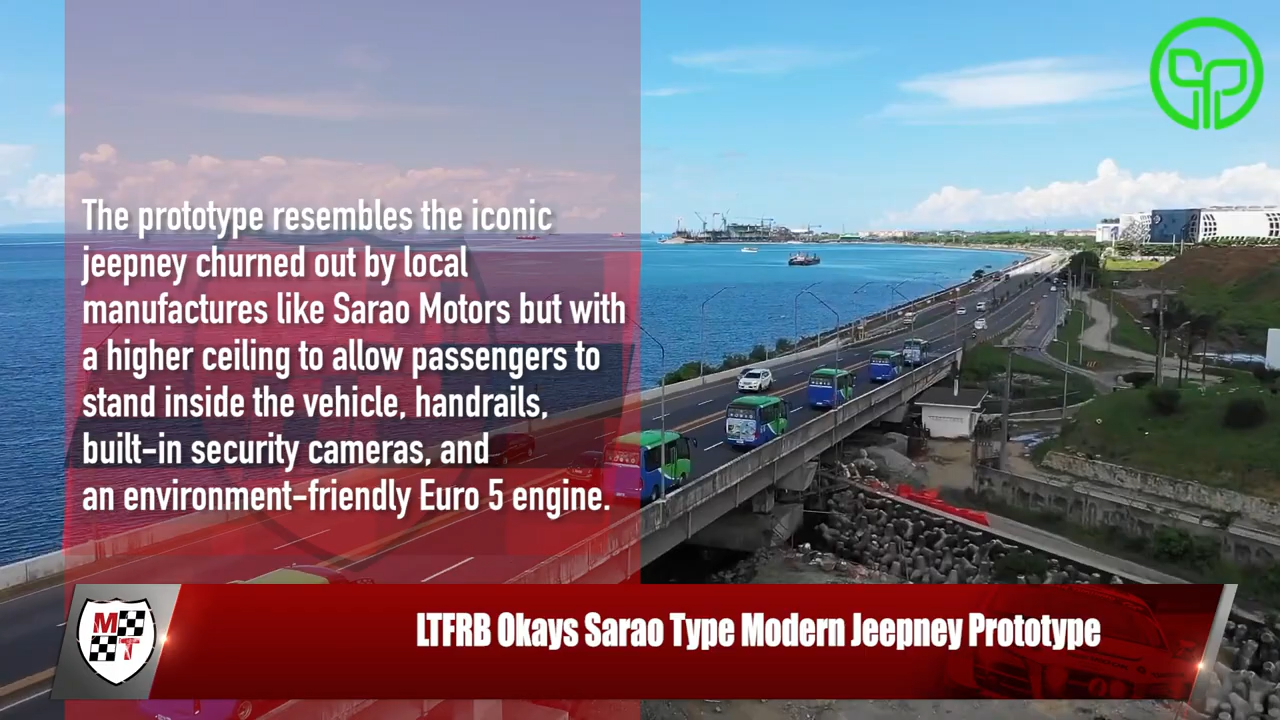 The prototype resembles the iconic
jeepney churned out by local
manufactures like Sarao Motors but with
a higher ceiling to allow passengers to
stand inside the vehicle, handrails,
built-in security cameras, and
an environment-friendly Euro 5 engine.
M
T
LTFRB Okays Sarao Type Modern Jeepney Prototype